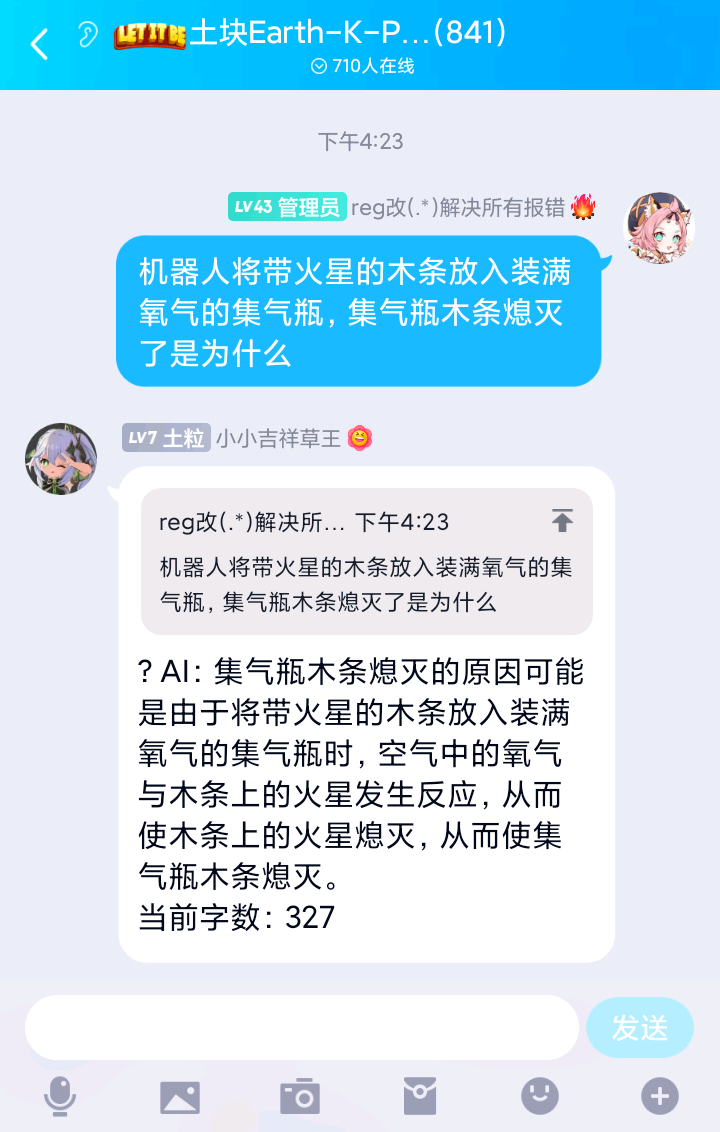 LET IT BE土块Earth-K-P...(841)
710人在线
下午4:23
LV43 管理员 reg改(.*)解决所有报错
机器人将带火星的木条放入装满
氧气的集气瓶, 集气瓶木条熄灭
了是为什么
LV7 土粒 小小吉祥草王
reg改(.*)解决所... 下午4:23
机器人将带火星的木条放入装满氧气的集
气瓶, 集气瓶木条熄灭了是为什么
? AI: 集气瓶木条熄灭的原因可能
是由于将带火星的木条放入装满
氧气的集气瓶时, 空气中的氧气
与木条上的火星发生反应, 从而
使木条上的火星熄灭, 从而使集
气瓶木条熄灭。
当前字数: 327
发送